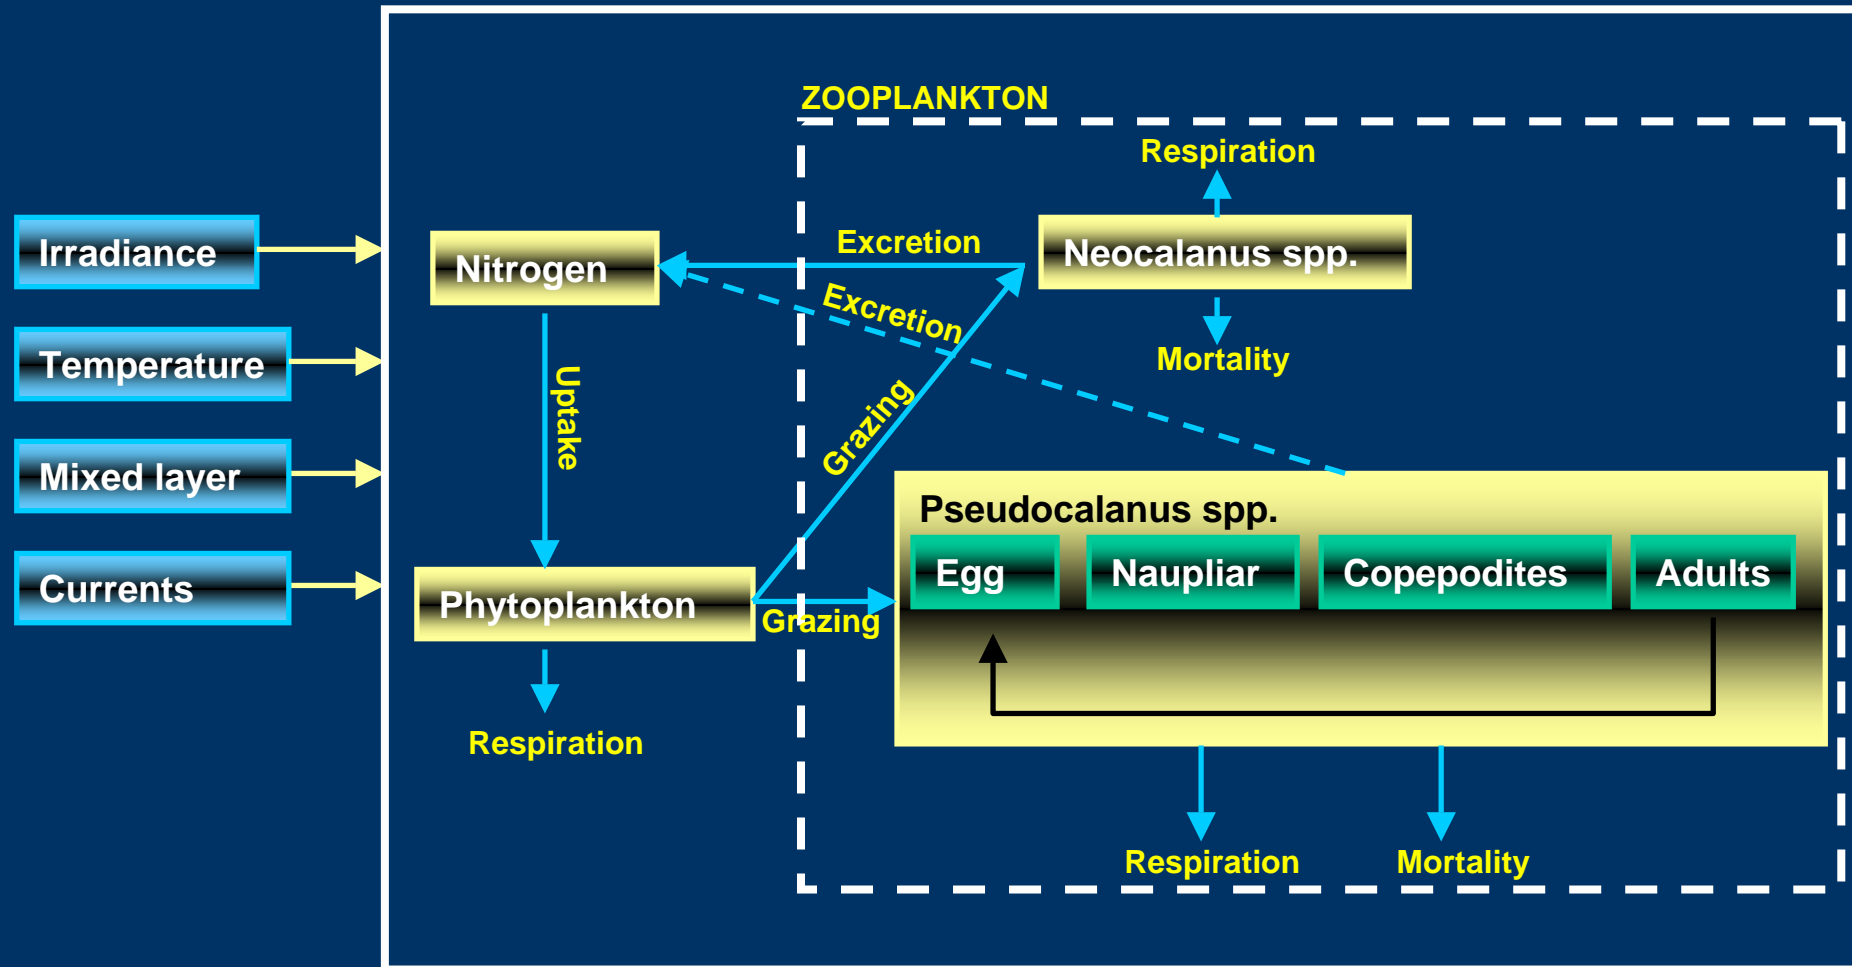 ZOOPLANKTON
Respiration
Irradiance
Nitrogen
Excretion
Neocalanus spp.
Excretion
Temperature
Uptake
Grazing
Mortality
Mixed layer
Pseudocalanus spp.
Egg
Naupliar
Copepodites
Adults
Currents
Phytoplankton
Grazing
Respiration
Respiration
Mortality